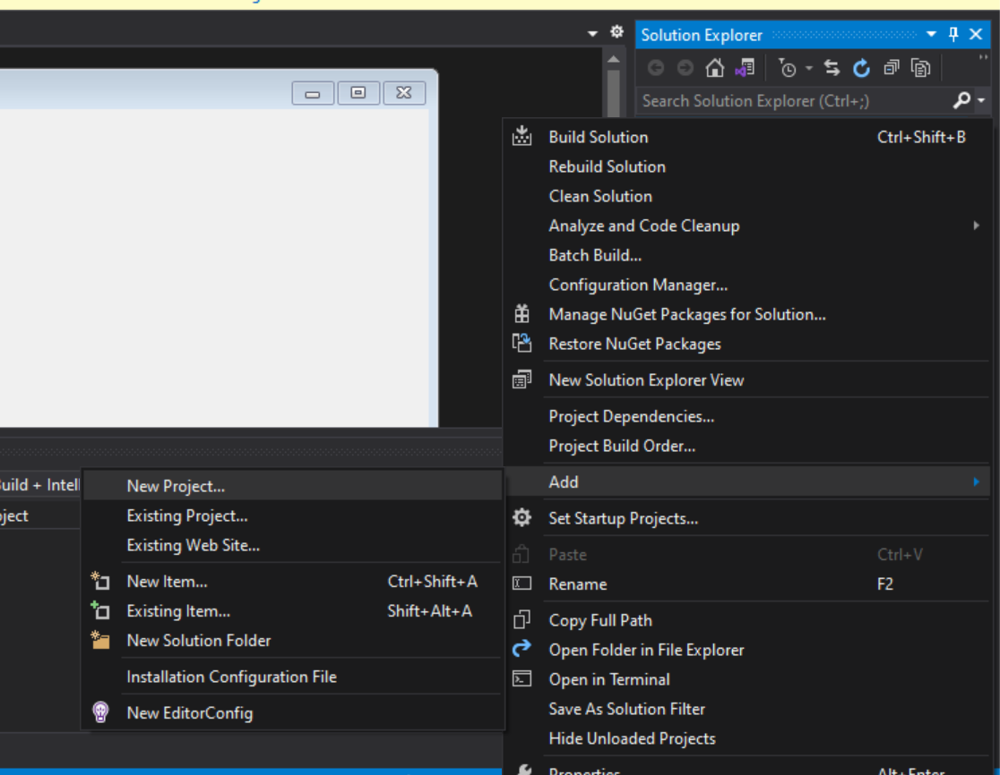 Solution Explorer
Search Solution Explorer (Ctrl+;)
Build Solution Ctrl+Shift+B
Rebuild Solution
Clean Solution
Analyze and Code Cleanup
Batch Build...
Configuration Manager...
Manage NuGet Packages for Solution...
Restore NuGet Packages
New Solution Explorer View
Project Dependencies...
Project Build Order...
Add
Set Startup Projects...
Paste Ctrl+V
Rename F2
Copy Full Path
Open Folder in File Explorer
Open in Terminal
Save As Solution Filter
Hide Unloaded Projects
Properties Alt+Enter
uild + Intel
ject
New Project...
Existing Project...
Existing Web Site...
New Item... Ctrl+Shift+A
Existing Item... Shift+Alt+A
New Solution Folder
Installation Configuration File
New EditorConfig